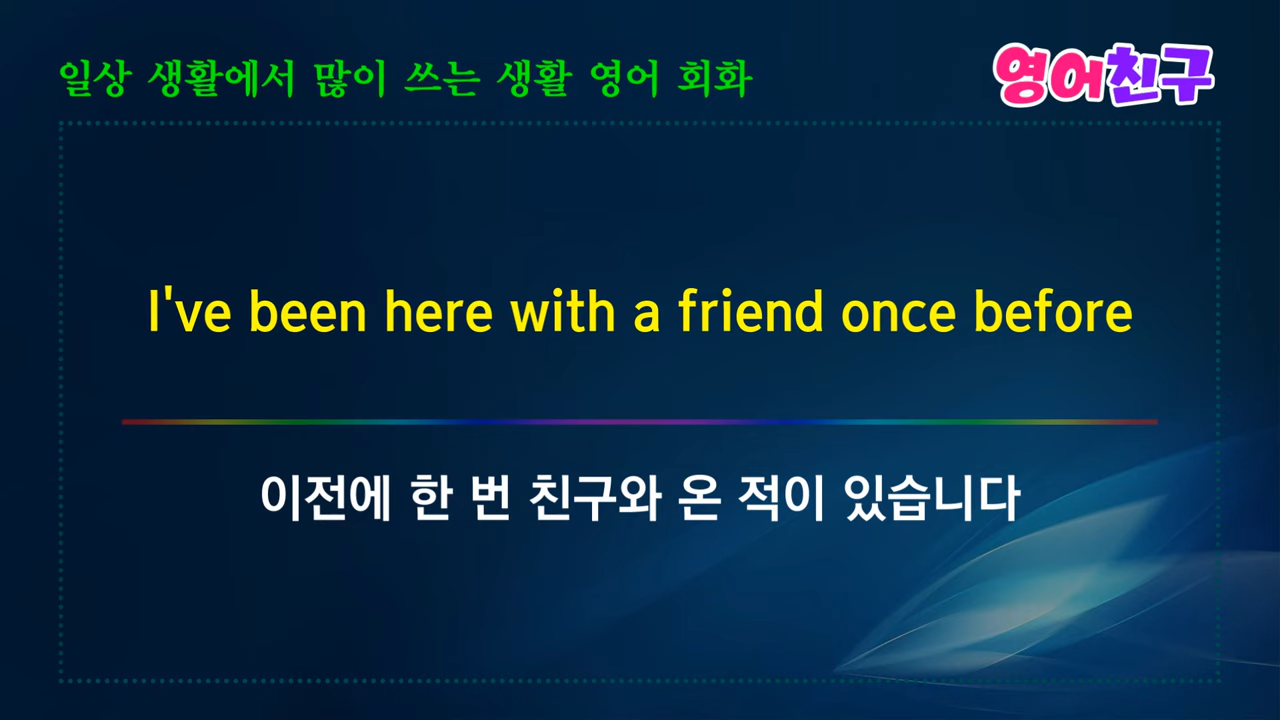 일상 생활에서 많이 쓰는 생활 영어 회화
영어친구
I've been here with a friend once before
이전에 한 번 친구와 온 적이 있습니다